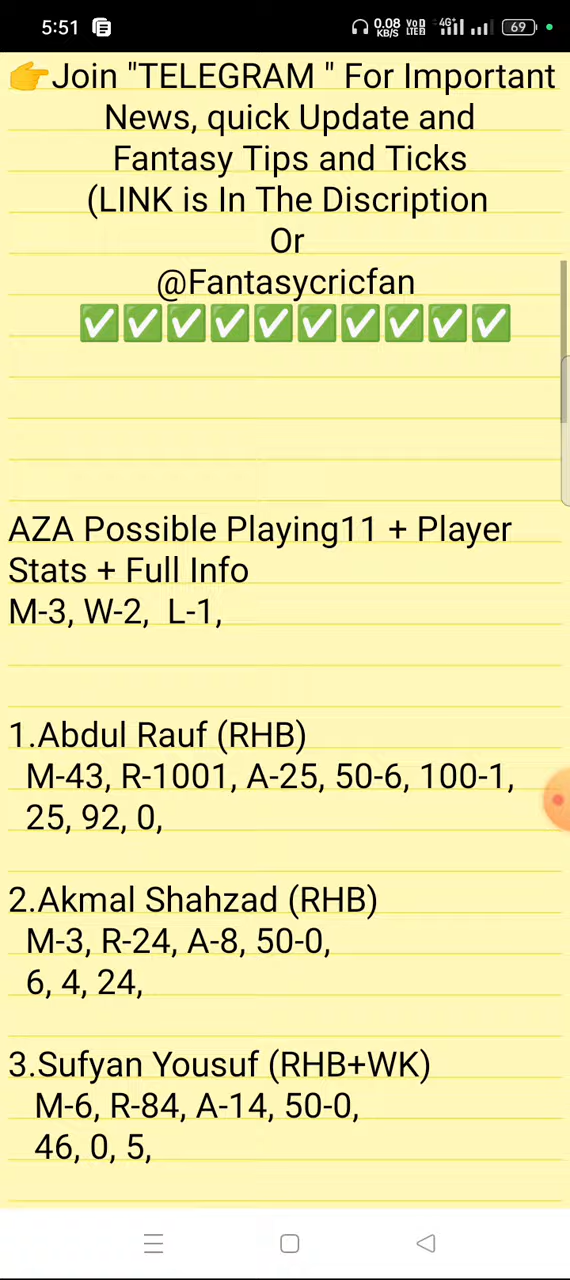 5:51
0.08
KB/S
VoD
LTE2
4G+
69
👉Join "TELEGRAM " For Important
News, quick Update and
Fantasy Tips and Ticks
(LINK is In The Discription
Or
@Fantasycricfan
✅✅✅✅✅✅✅✅✅✅
AZA Possible Playing11 + Player
Stats + Full Info
M-3, W-2,  L-1,
1.Abdul Rauf (RHB)
M-43, R-1001, A-25, 50-6, 100-1,
25, 92, 0,
2.Akmal Shahzad (RHB)
M-3, R-24, A-8, 50-0,
6, 4, 24,
3.Sufyan Yousuf (RHB+WK)
M-6, R-84, A-14, 50-0,
46, 0, 5,